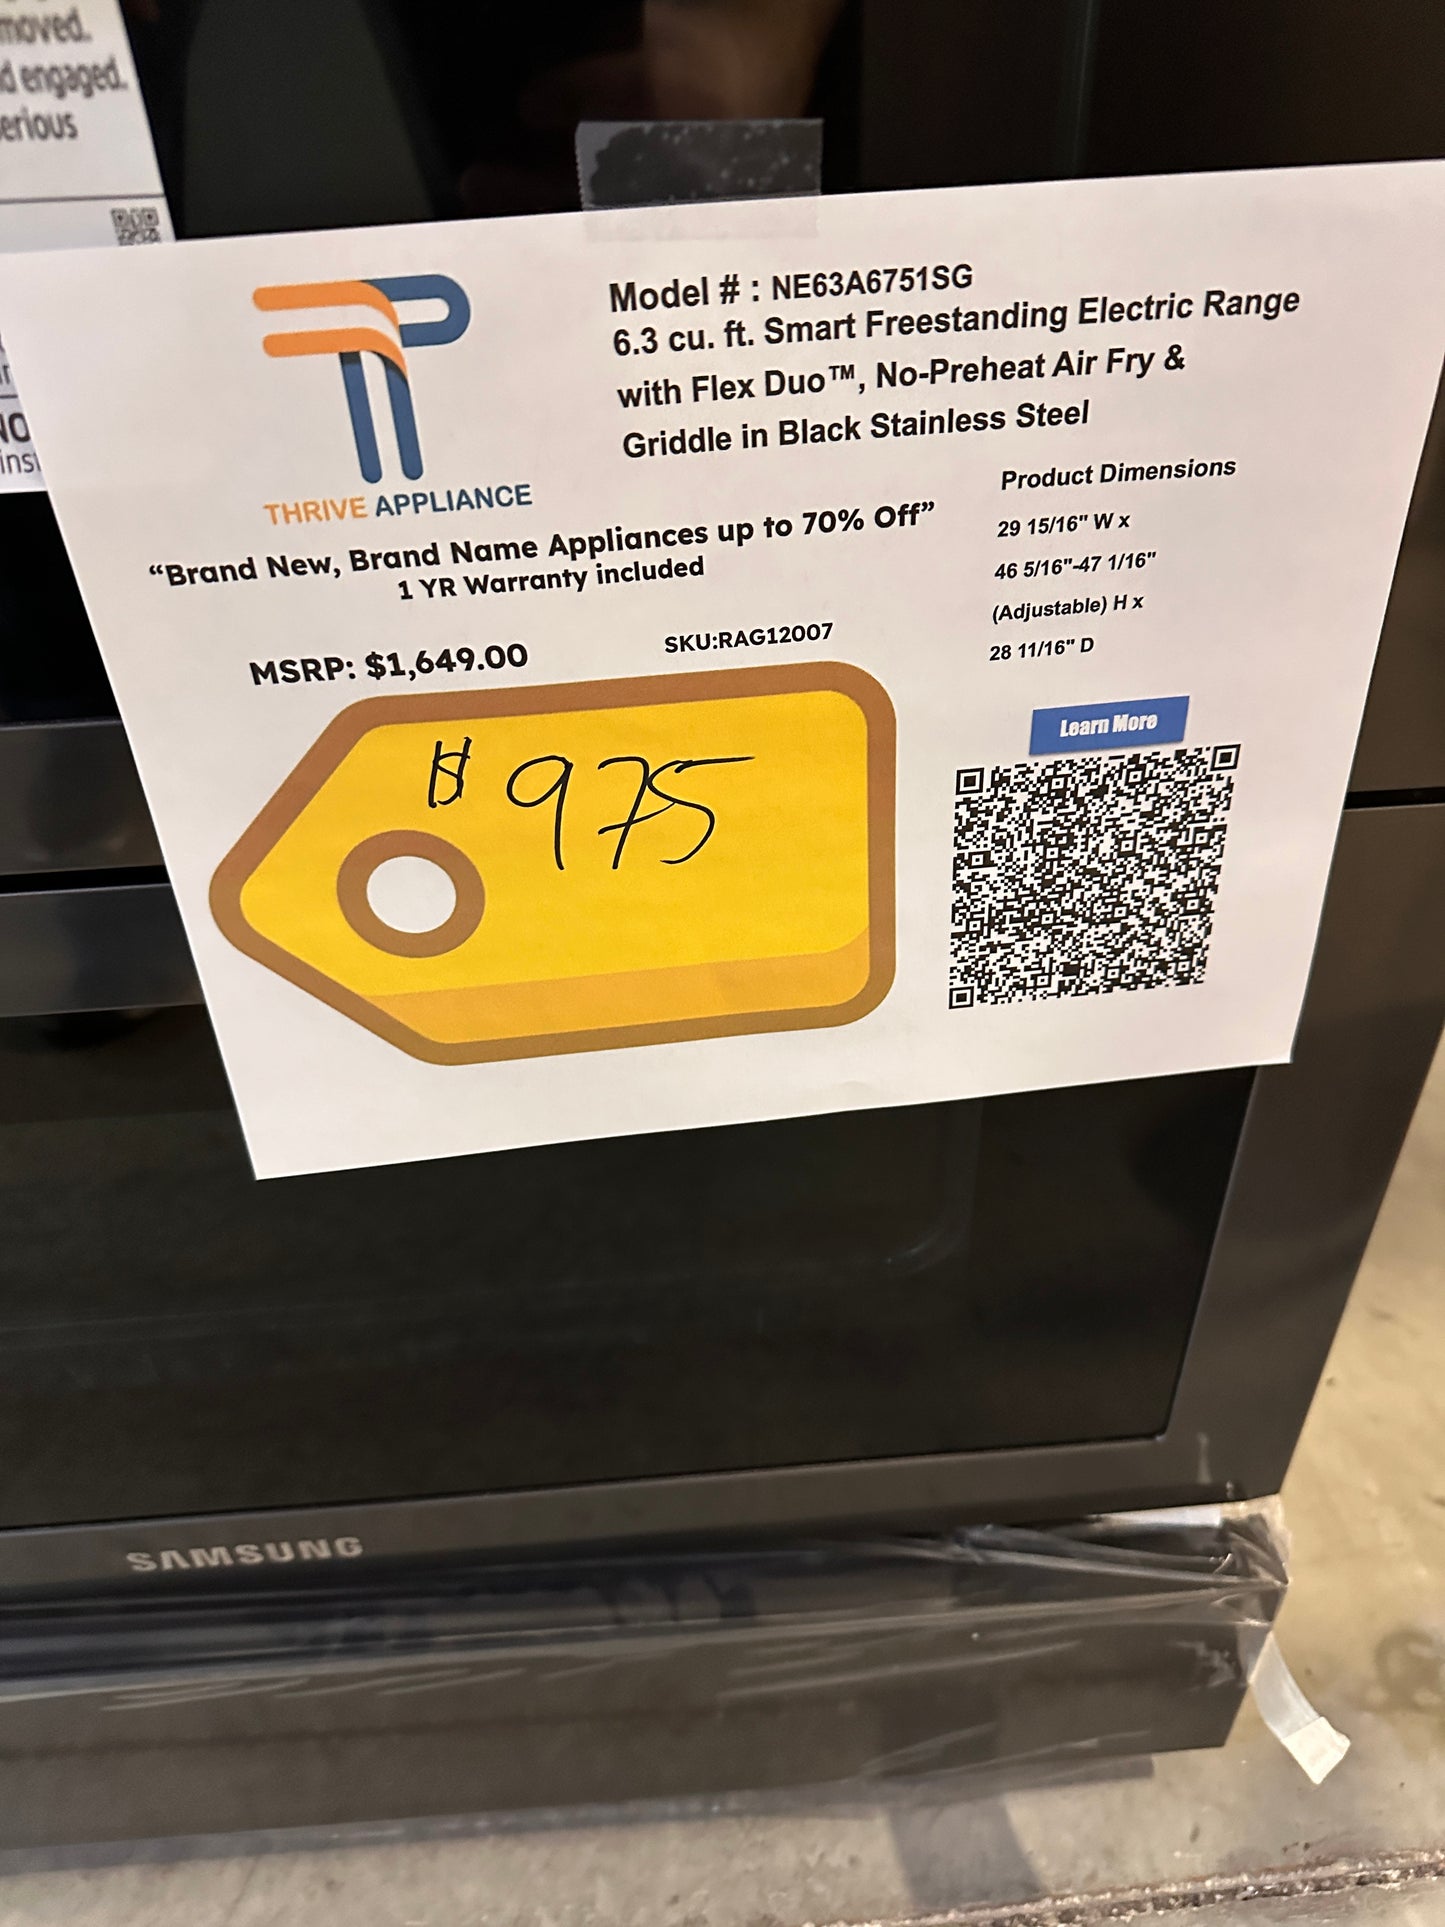 moved.
d engaged.
erious
THRIVE APPLIANCE
Model # : NE63A6751SG
6.3 cu. ft. Smart Freestanding Electric Range
with Flex Duo™, No-Preheat Air Fry &
Griddle in Black Stainless Steel
“Brand New, Brand Name Appliances up to 70% Off”
1 YR Warranty included
MSRP: $1,649.00
SKU:RAG12007
$975
Product Dimensions
29 15/16" W x
46 5/16"-47 1/16"
(Adjustable) H x
28 11/16" D
Learn More
SAMSUNG